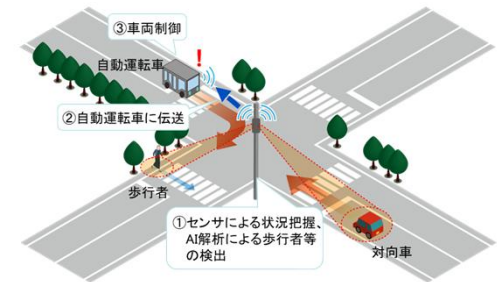 ③車両制御
自動運転車
!
②自動運転車に伝送
歩行者
①センサによる状況把握、
AI解析による歩行者等
の検出
対向車